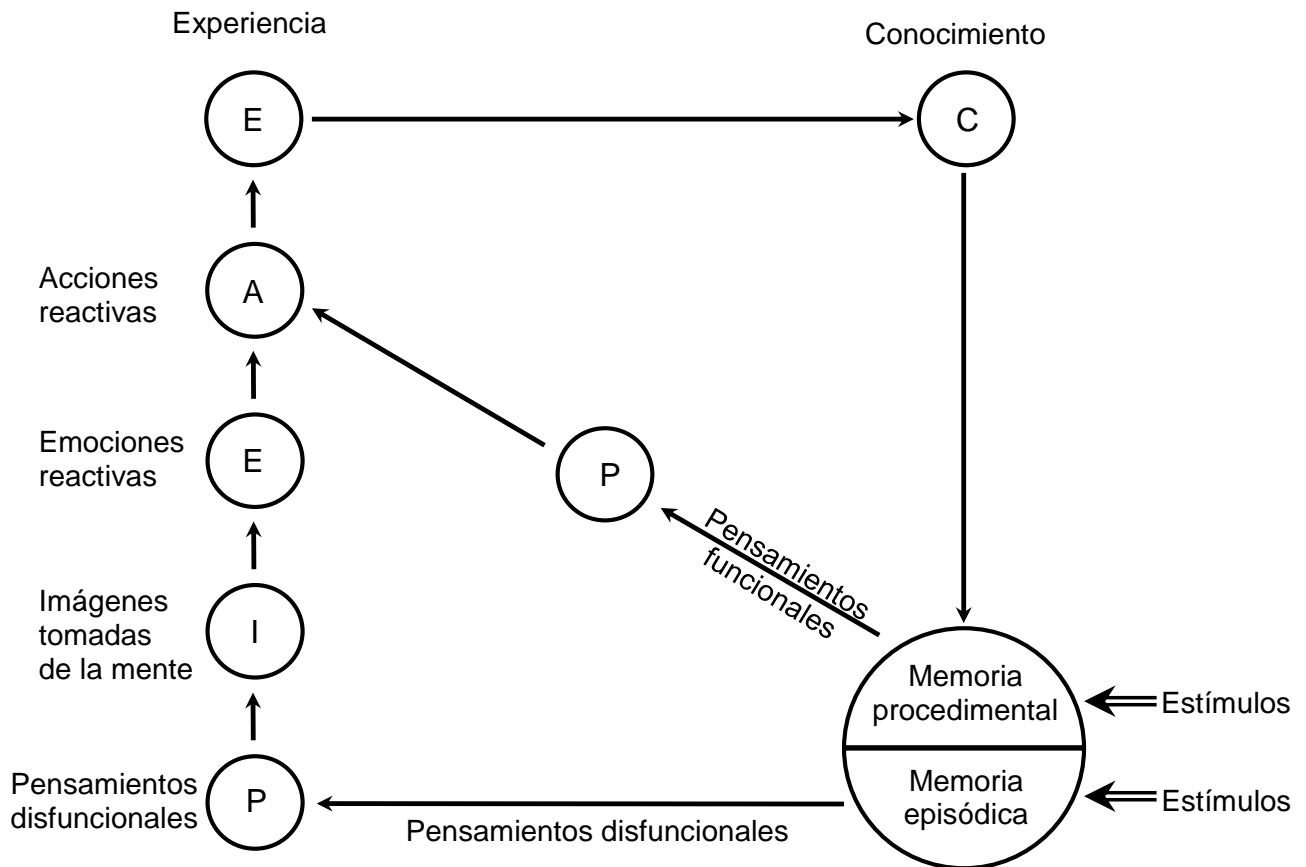 Experiencia
Conocimiento
E
C
Acciones
reactivas
A
Emociones
reactivas
E
P
Pensamientos
funcionales
Imágenes
tomadas
de la mente
I
Memoria
procedimental
Estímulos
Memoria
episódica
Estímulos
Pensamientos
disfuncionales
P
Pensamientos disfuncionales